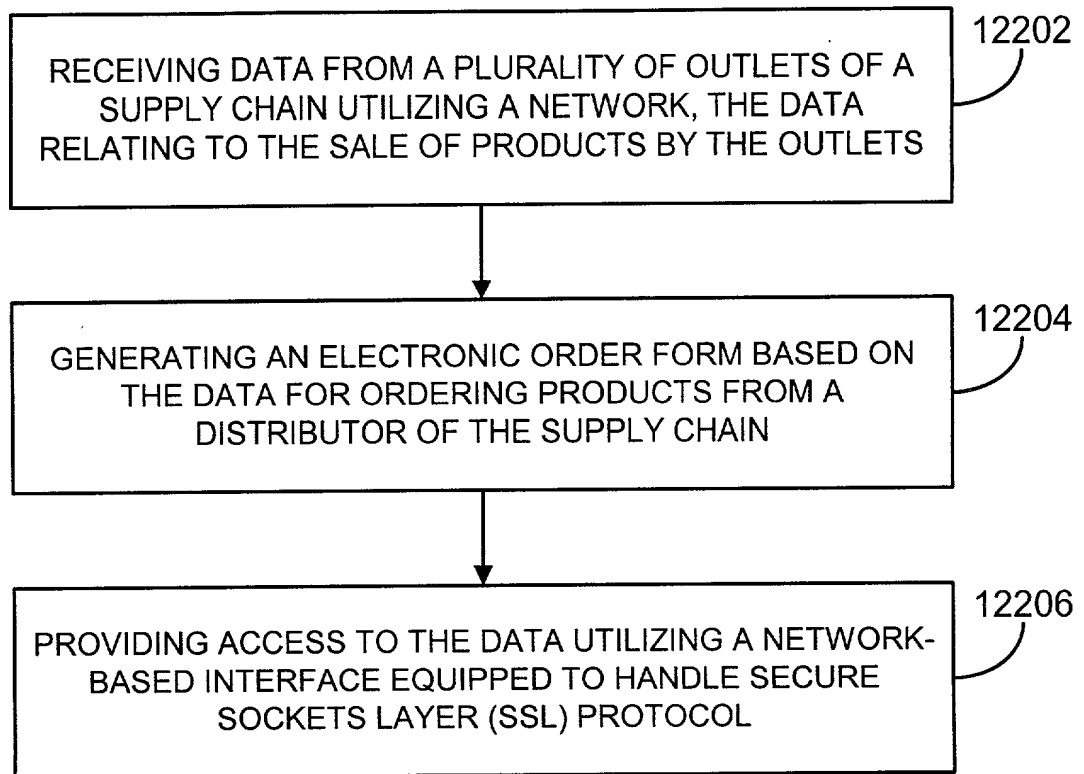 12202
RECEIVING DATA FROM A PLURALITY OF OUTLETS OF A
SUPPLY CHAIN UTILIZING A NETWORK, THE DATA
RELATING TO THE SALE OF PRODUCTS BY THE OUTLETS
12204
GENERATING AN ELECTRONIC ORDER FORM BASED ON
THE DATA FOR ORDERING PRODUCTS FROM A
DISTRIBUTOR OF THE SUPPLY CHAIN
12206
PROVIDING ACCESS TO THE DATA UTILIZING A NETWORK-
BASED INTERFACE EQUIPPED TO HANDLE SECURE
SOCKETS LAYER (SSL) PROTOCOL